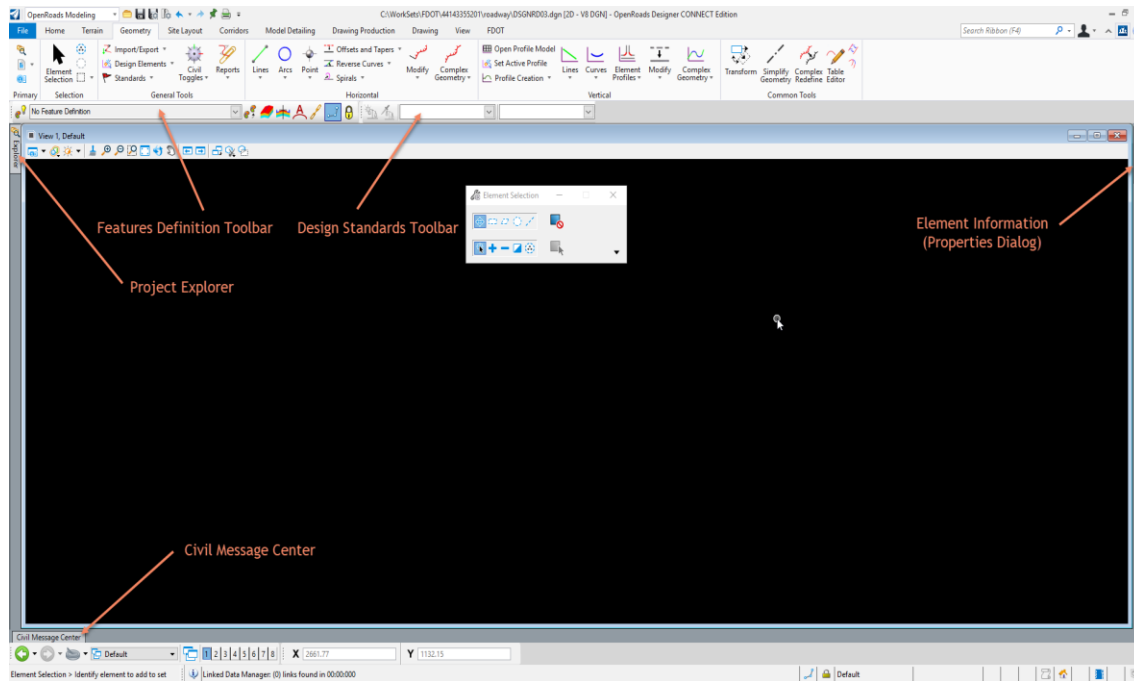 OpenRoads Modeling
C:\WorkSets\FDOT\44143355201\roadway\DSGNRD03.dgn [2D - V8 DGN] - OpenRoads Designer CONNECT Edition
File Home Terrain Geometry Site Layout Corridors Model Detailing Drawing Production Drawing View FDOT
Search Ribbon (F4)
Element Selection
Import/Export
Design Elements
Standards
Civil Toggles
Reports
Lines
Arcs
Point
Offsets and Tapers
Reverse Curves
Spirals
Modify
Complex Geometry
Open Profile Model
Set Active Profile
Profile Creation
Lines
Curves
Element Profiles
Modify
Complex Geometry
Transform
Simplify Geometry
Complex Redefine
Table Editor
Primary Selection General Tools Horizontal Vertical Common Tools
No Feature Definition
View 1, Default
Explorer
Element Selection
Features Definition Toolbar
Design Standards Toolbar
Element Information
(Properties Dialog)
Project Explorer
Civil Message Center
Civil Message Center
Default
1 2 3 4 5 6 7 8
X 2661.77
Y 1132.15
Element Selection > Identify element to add to set
Linked Data Manager: (0) links found in 00:00:000
Default